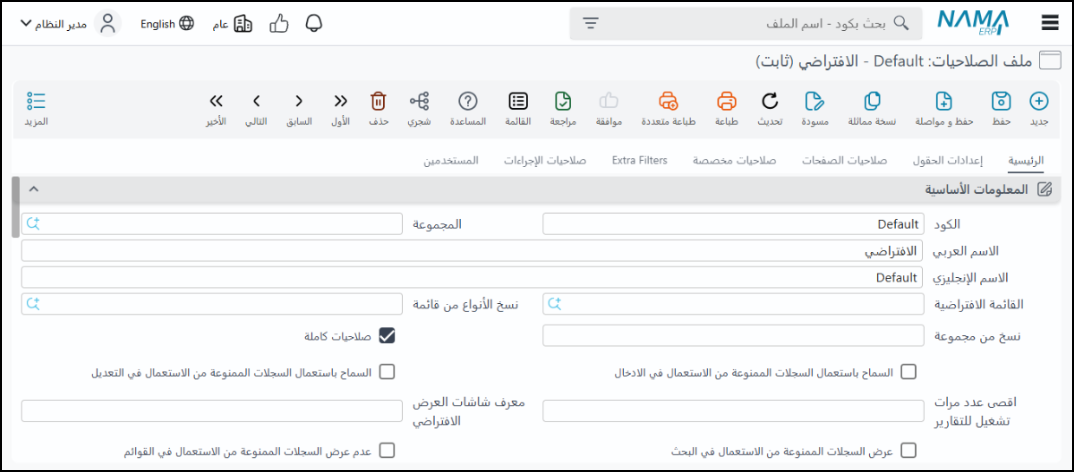 NAMA ERP
بحث بكود - اسم الملف
عام
English
مدير النظام
ملف الصلاحيات: Default - الافتراضي (ثابت)
جديد
حفظ
حفظ و مواصلة
نسخة مماثلة
مسودة
تحديث
طباعة
طباعة متعددة
موافقة
مراجعة
القائمة
المساعدة
شجري
حذف
الأول
السابق
التالي
الأخير
المزيد
الرئيسية
إعدادات الحقول
صلاحيات الصفحات
صلاحيات مخصصة
Extra Filters
صلاحيات الإجراءات
المستخدمين
المعلومات الأساسية
الكود Default المجموعة
الاسم العربي الافتراضي
الاسم الإنجليزي Default
القائمة الافتراضية نسخ الأنواع من قائمة
نسخ من مجموعة صلاحيات كاملة
السماح باستعمال السجلات الممنوعة من الاستعمال في الادخال السماح باستعمال السجلات الممنوعة من الاستعمال في التعديل
اقصى عدد مرات تشغيل للتقارير معرف شاشات العرض الافتراضي
عرض السجلات الممنوعة من الاستعمال في البحث عدم عرض السجلات الممنوعة من الاستعمال في القوائم